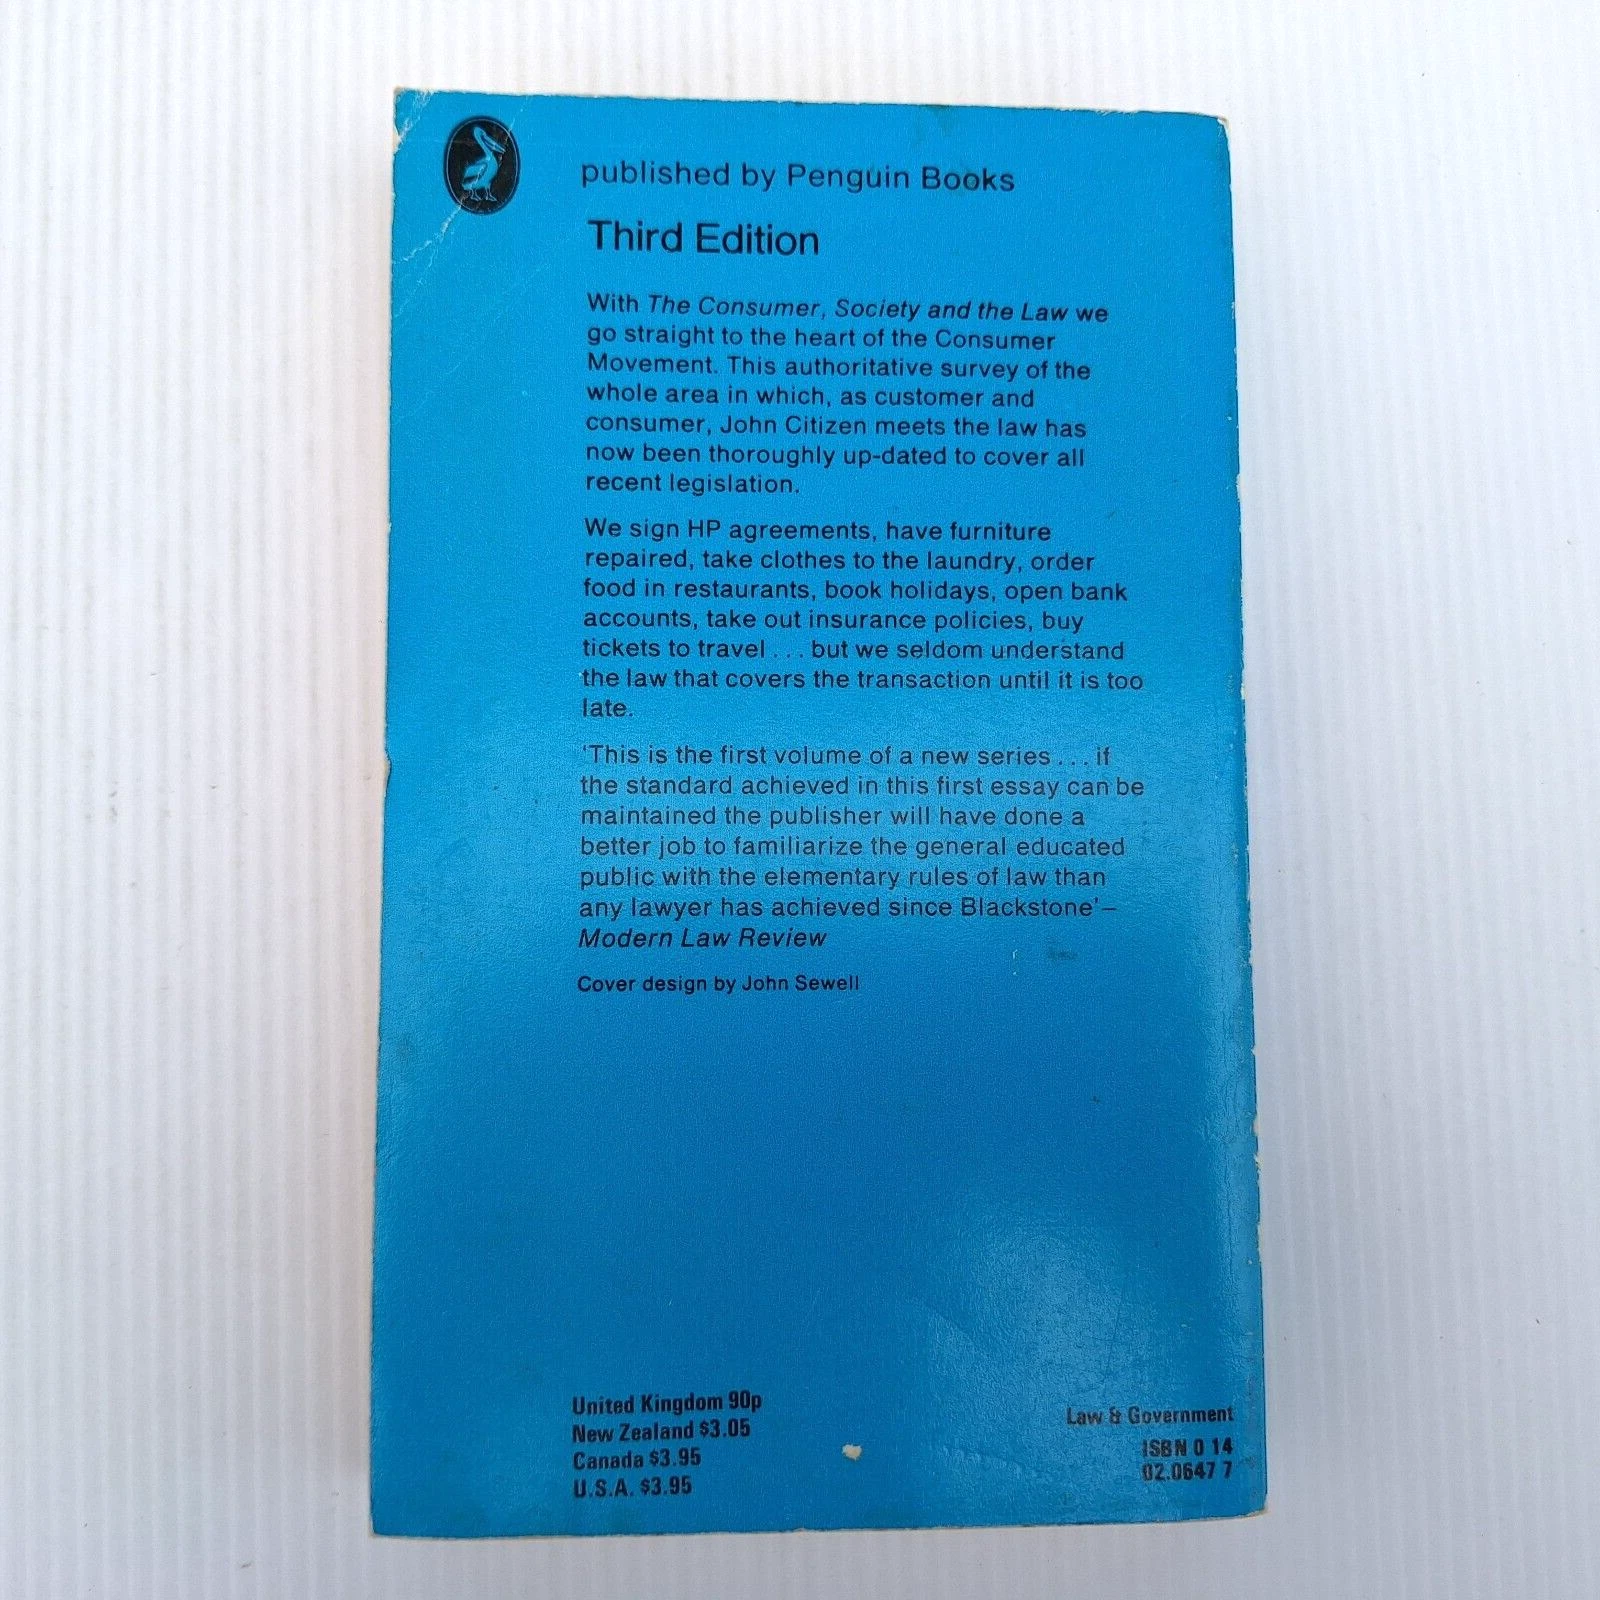 published by Penguin Books
Third Edition
With The Consumer, Society and the Law we
go straight to the heart of the Consumer
Movement. This authoritative survey of the
whole area in which, as customer and
consumer, John Citizen meets the law has
now been thoroughly up-dated to cover all
recent legislation.
We sign HP agreements, have furniture
repaired, take clothes to the laundry, order
food in restaurants, book holidays, open bank
accounts, take out insurance policies, buy
tickets to travel . . . but we seldom understand
the law that covers the transaction until it is too
late.
‘This is the first volume of a new series . . . if
the standard achieved in this first essay can be
maintained the publisher will have done a
better job to familiarize the general educated
public with the elementary rules of law than
any lawyer has achieved since Blackstone’ –
Modern Law Review
Cover design by John Sewell
United Kingdom 90p
New Zealand $3.05
Canada $3.95
U.S.A. $3.95
Law & Government
ISBN 0 14
02.0647 7